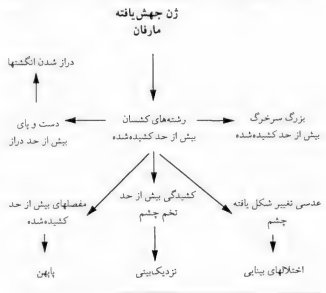 ژن جهش‌یافته
مارفان
دراز شدن انگشتها
بزرگ سرخرگ
بیش از حد کشیده‌شده
رشته‌های کشسان
بیش از حد کشیده‌شده
دست و پای
بیش از حد دراز
عدسی تغییر شکل یافته
چشم
کشیدگی بیش از حد
تخم چشم
مفصلهای بیش از حد
کشیده‌شده
اختلالهای بینایی
نزدیک‌بینی
پاپهن